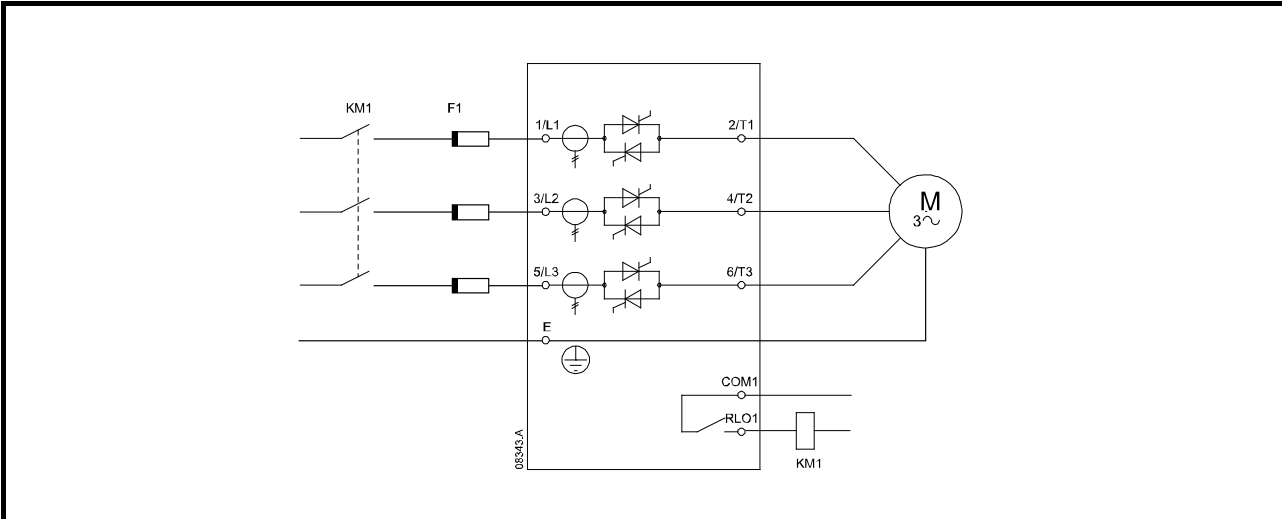 KM1
F1
1/L1
2/T1
3/L2
4/T2
M
3
5/L3
6/T3
E
COM1
RLO1
KM1
08343.A